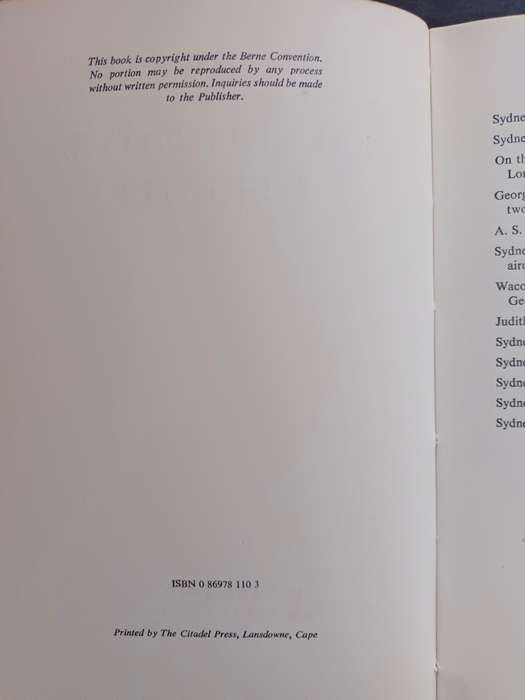 This book is copyright under the Berne Convention.
No portion may be reproduced by any process
without written permission. Inquiries should be made
to the Publisher.
ISBN 0 86978 110 3
Printed by The Citadel Press, Lansdowne, Cape
On
A. S.